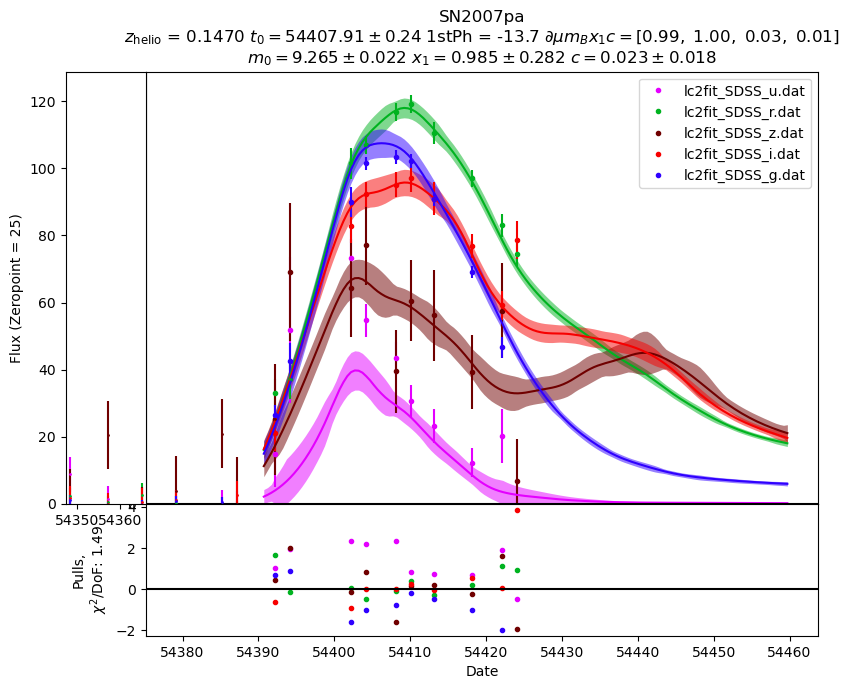 SN2007pa
z_helio = 0.1470 t_0 = 54407.91 ± 0.24 1stPh = -13.7 ∂μm_Bx_1c = [0.99, 1.00, 0.03, 0.01]
m_0 = 9.265 ± 0.022 x_1 = 0.985 ± 0.282 c = 0.023 ± 0.018
lc2fit_SDSS_u.dat
lc2fit_SDSS_r.dat
lc2fit_SDSS_z.dat
lc2fit_SDSS_i.dat
lc2fit_SDSS_g.dat
Flux (Zeropoint = 25)
120
100
80
60
40
20
0
54350
54360
Pulls,
χ²/DoF: 1.49
4
2
0
−2
54380 54390 54400 54410 54420 54430 54440 54450 54460
Date